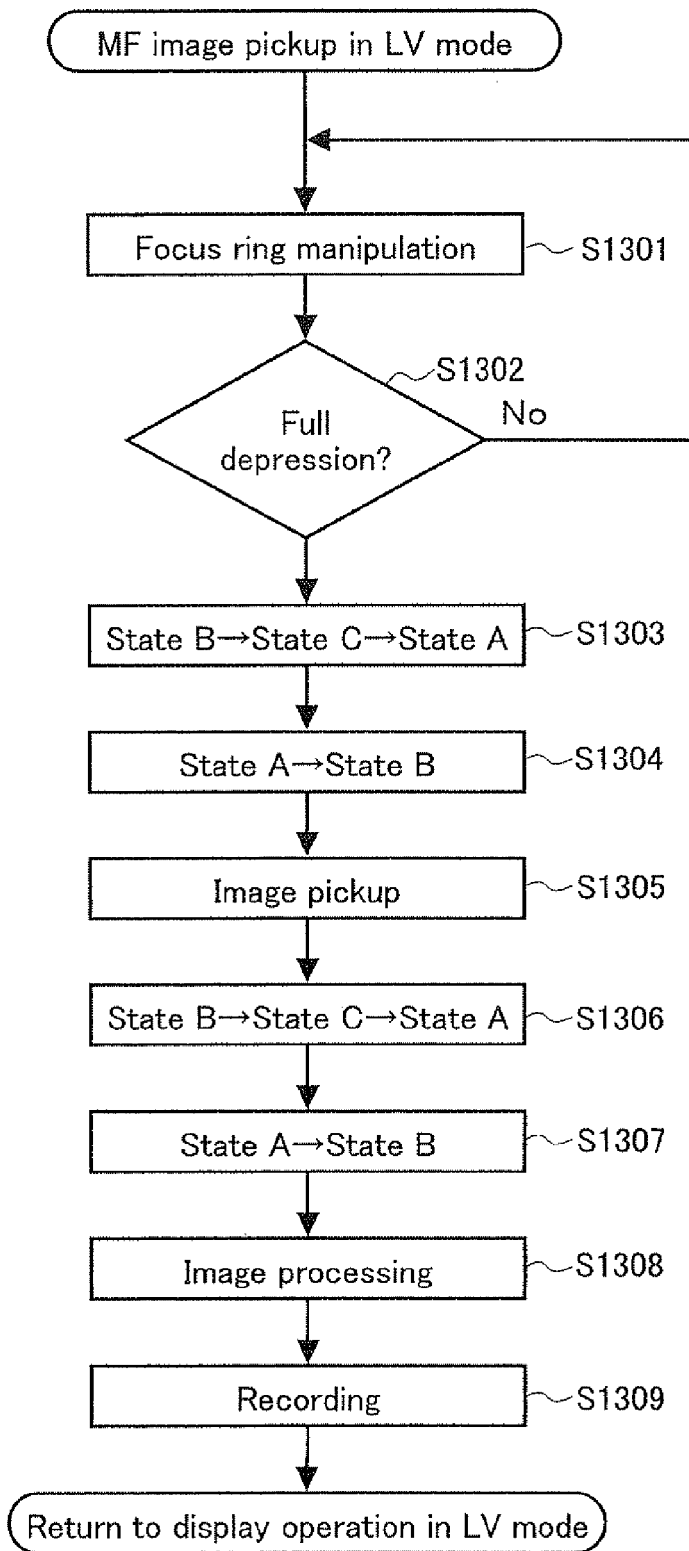 MF image pickup in LV mode
Focus ring manipulation
S1301
S1302
Full
depression?
No
State B→State C→State A
S1303
State A→State B
S1304
Image pickup
S1305
State B→State C→State A
S1306
State A→State B
S1307
Image processing
S1308
Recording
S1309
Return to display operation in LV mode